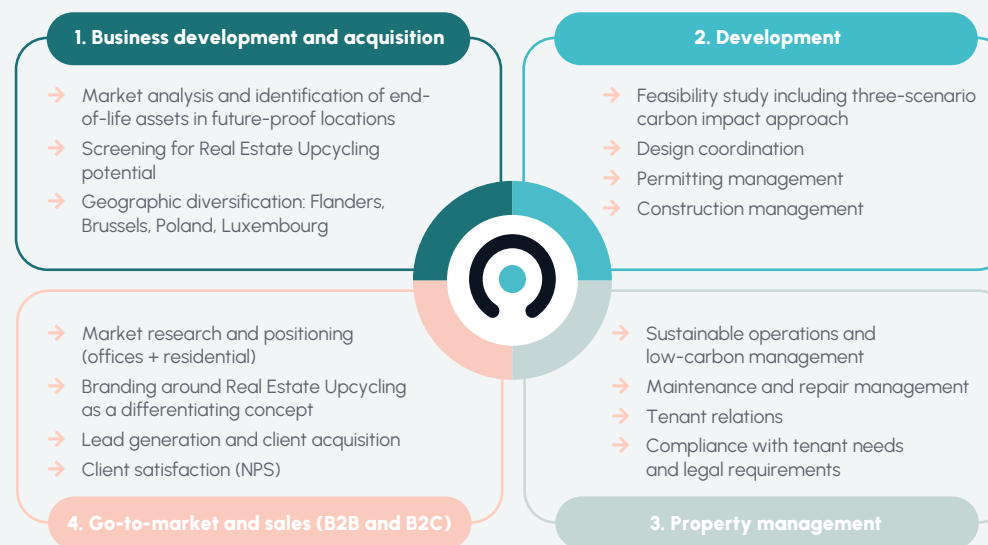 1. Business development and acquisition
Market analysis and identification of end-
of-life assets in future-proof locations
Screening for Real Estate Upcycling
potential
Geographic diversification: Flanders,
Brussels, Poland, Luxembourg
2. Development
Feasibility study including three-scenario
carbon impact approach
Design coordination
Permitting management
Construction management
Market research and positioning
(offices + residential)
Branding around Real Estate Upcycling
as a differentiating concept
Lead generation and client acquisition
Client satisfaction (NPS)
4. Go-to-market and sales (B2B and B2C)
Sustainable operations and
low-carbon management
Maintenance and repair management
Tenant relations
Compliance with tenant needs
and legal requirements
3. Property management